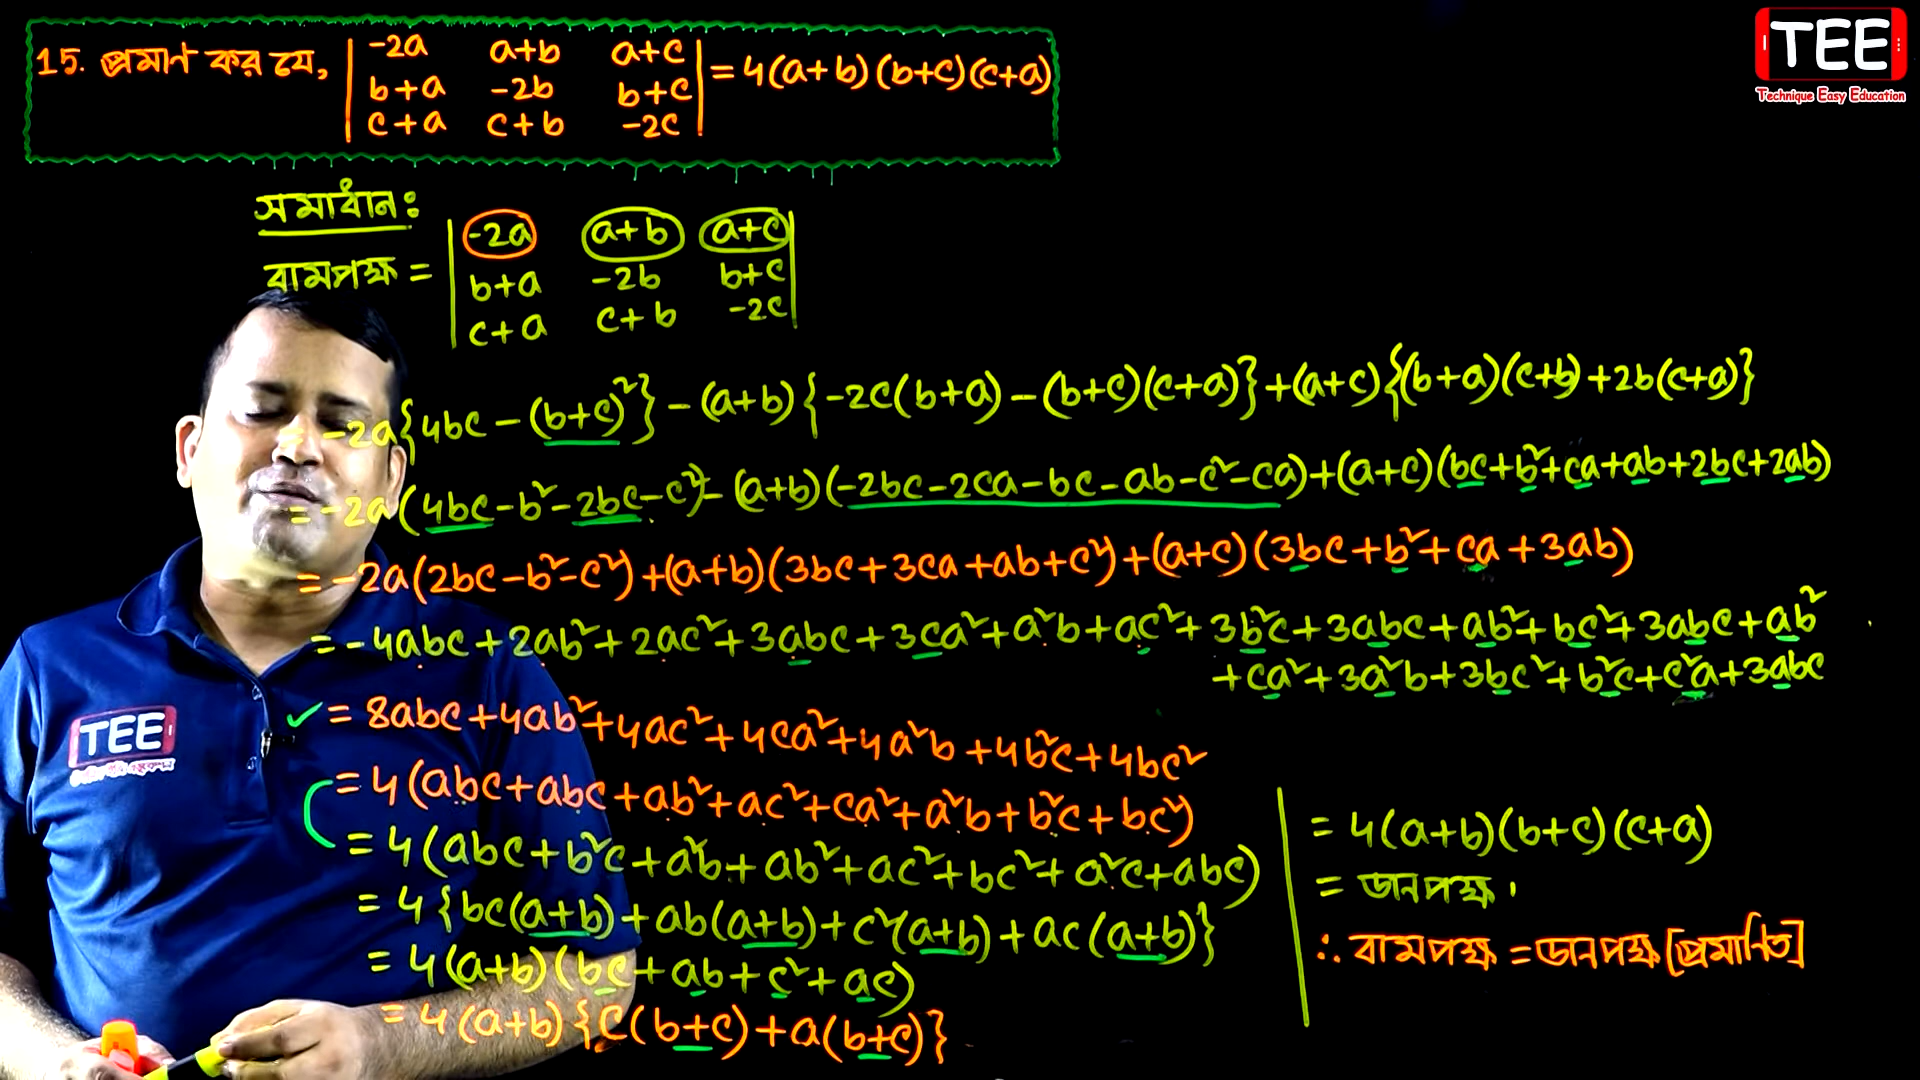 TEE
Technique Easy Education
15. প্রমাণ কর যে, | -2a a+b a+c | = 4(a+b)(b+c)(c+a)
b+a -2b b+c
c+a c+b -2c
সমাধান:
বামপক্ষ = | -2a a+b a+c |
b+a -2b b+c
c+a c+b -2c
= -2a{4bc-(b+c)²}-(a+b){-2c(b+a)-(b+c)(c+a)}+(a+c){(b+a)(c+b)+2b(c+a)}
= -2a(4bc-b²-2bc-c²)-(a+b)(-2bc-2ca-bc-ab-c²-ca)+(a+c)(bc+b²+ca+ab+2bc+2ab)
= -2a(2bc-b²-c²)+(a+b)(3bc+3ca+ab+c²)+(a+c)(3bc+b²+ca+3ab)
= -4abc+2ab²+2ac²+3abc+3ca²+a²b+ac²+3b²c+3abc+ab²+bc²+3abc+ab²
+ca²+3a²b+3bc²+b²c+c²a+3abc
= 8abc+4ab²+4ac²+4ca²+4a²b+4b²c+4bc²
= 4(abc+abc+ab²+ac²+ca²+a²b+b²c+bc²)
= 4(abc+b²c+a²b+ab²+ac²+bc²+a²c+abc)
= 4{bc(a+b)+ab(a+b)+c²(a+b)+ac(a+b)}
= 4(a+b)(bc+ab+c²+ac)
= 4(a+b){c(b+c)+a(b+c)}
= 4(a+b)(b+c)(c+a)
= ডানপক্ষ।
∴ বামপক্ষ = ডানপক্ষ [প্রমাণিত]
TEE